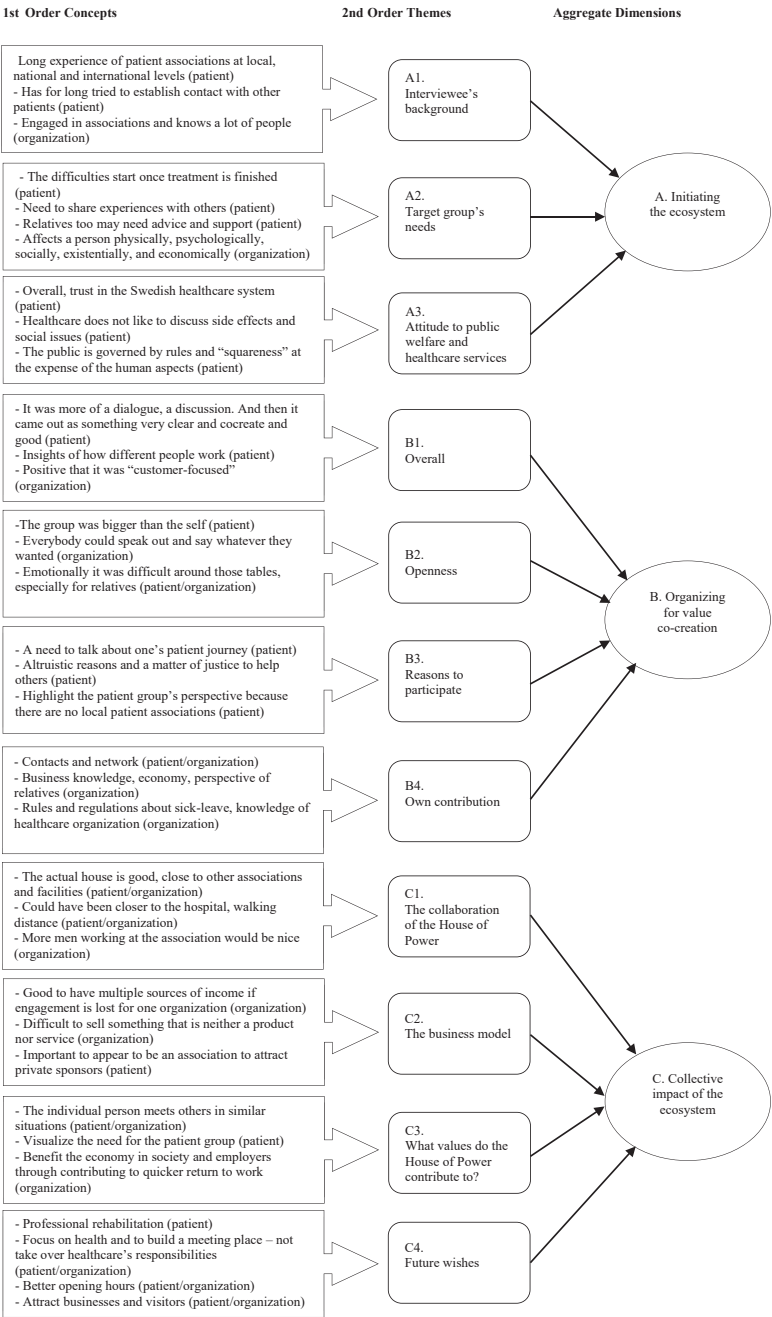 1st Order Concepts
2nd Order Themes
Aggregate Dimensions
Long experience of patient associations at local,
national and international levels (patient)
- Has for long tried to establish contact with other
patients (patient)
- Engaged in associations and knows a lot of people
(organization)
A1.
Interviewee's
background
- The difficulties start once treatment is finished
(patient)
- Need to share experiences with others (patient)
- Relatives too may need advice and support (patient)
- Affects a person physically, psychologically,
socially, existentially, and economically (organization)
A2.
Target group's
needs
A. Initiating
the ecosystem
- Overall, trust in the Swedish healthcare system
(patient)
- Healthcare does not like to discuss side effects and
social issues (patient)
- The public is governed by rules and “squareness” at
the expense of the human aspects (patient)
A3.
Attitude to public
welfare and
healthcare services
- It was more of a dialogue, a discussion. And then it
came out as something very clear and cocreate and
good (patient)
- Insights of how different people work (patient)
- Positive that it was “customer-focused”
(organization)
B1.
Overall
-The group was bigger than the self (patient)
- Everybody could speak out and say whatever they
wanted (organization)
- Emotionally it was difficult around those tables,
especially for relatives (patient/organization)
B2.
Openness
B. Organizing
for value
co-creation
- A need to talk about one's patient journey (patient)
- Altruistic reasons and a matter of justice to help
others (patient)
- Highlight the patient group's perspective because
there are no local patient associations (patient)
B3.
Reasons to
participate
- Contacts and network (patient/organization)
- Business knowledge, economy, perspective of
relatives (organization)
- Rules and regulations about sick-leave, knowledge of
healthcare organization (organization)
B4.
Own contribution
- The actual house is good, close to other associations
and facilities (patient/organization)
- Could have been closer to the hospital, walking
distance (patient/organization)
- More men working at the association would be nice
(organization)
C1.
The collaboration
of the House of
Power
- Good to have multiple sources of income if
engagement is lost for one organization (organization)
- Difficult to sell something that is neither a product
nor service (organization)
- Important to appear to be an association to attract
private sponsors (patient)
C2.
The business model
C. Collective
impact of the
ecosystem
- The individual person meets others in similar
situations (patient/organization)
- Visualize the need for the patient group (patient)
- Benefit the economy in society and employers
through contributing to quicker return to work
(organization)
C3.
What values do the
House of Power
contribute to?
- Professional rehabilitation (patient)
- Focus on health and to build a meeting place – not
take over healthcare's responsibilities
(patient/organization)
- Better opening hours (patient/organization)
- Attract businesses and visitors (patient/organization)
C4.
Future wishes